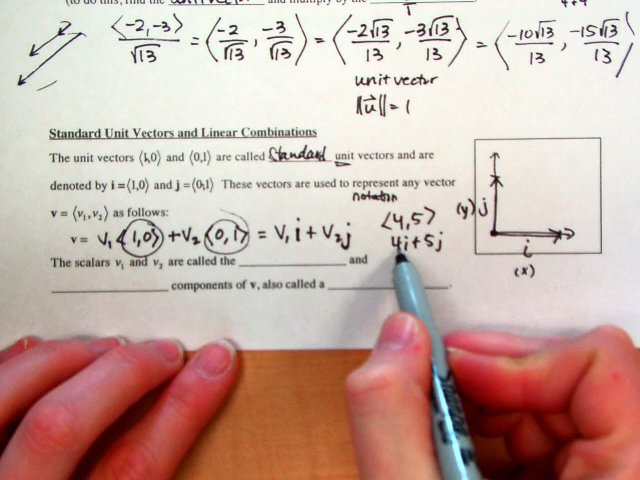 (to do this, find the unit vector and multiply by the
⟨-2,-3⟩/√13 = ⟨-2/√13, -3/√13⟩ = ⟨-2√13/13, -3√13/13⟩ = ⟨-10√13/13, -15√13/13⟩
unit vector
||u⃗|| = 1
Standard Unit Vectors and Linear Combinations
The unit vectors ⟨1,0⟩ and ⟨0,1⟩ are called Standard unit vectors and are
denoted by i = ⟨1,0⟩ and j = ⟨0,1⟩ These vectors are used to represent any vector
notation
v = ⟨v₁, v₂⟩ as follows:
⟨4,5⟩
v = V₁⟨1,0⟩ + V₂⟨0,1⟩ = V₁i + V₂j
4i+5j
(y) j
i
(x)
The scalars v₁ and v₂ are called the ____ and
____ components of v, also called a ____.